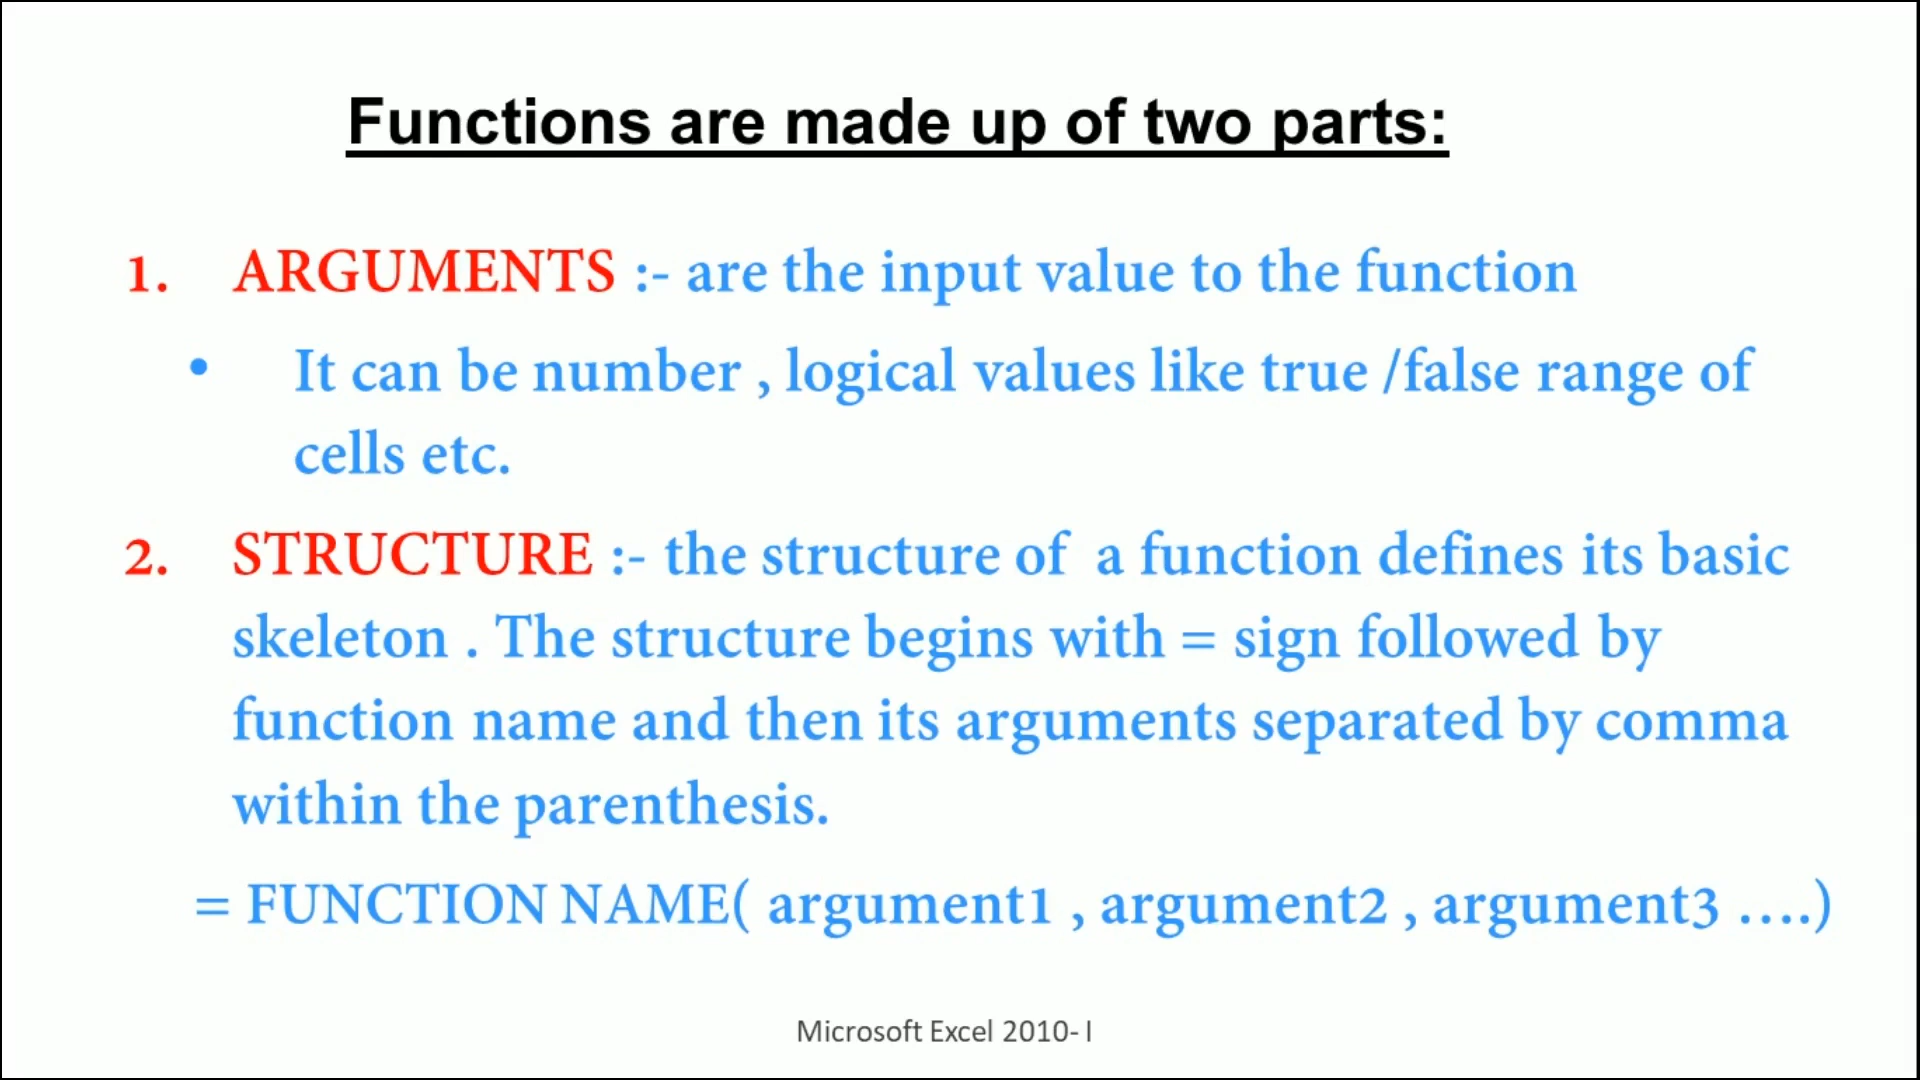 Functions are made up of two parts:
1. ARGUMENTS :- are the input value to the function
• It can be number , logical values like true /false range of
cells etc.
2. STRUCTURE :- the structure of a function defines its basic
skeleton . The structure begins with = sign followed by
function name and then its arguments separated by comma
within the parenthesis.
= FUNCTION NAME( argument1 , argument2 , argument3 ....)
Microsoft Excel 2010- I